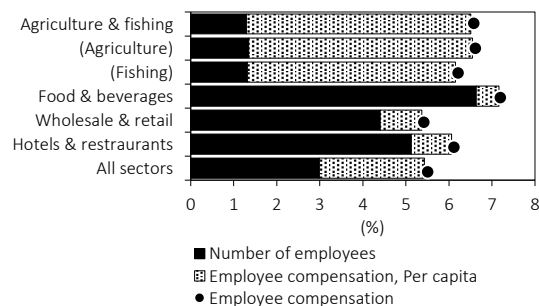 Agriculture & fishing
(Agriculture)
(Fishing)
Food & beverages
Wholesale & retail
Hotels & restraurants
All sectors
0 1 2 3 4 5 6 7 8
(%)
Number of employees
Employee compensation, Per capita
Employee compensation